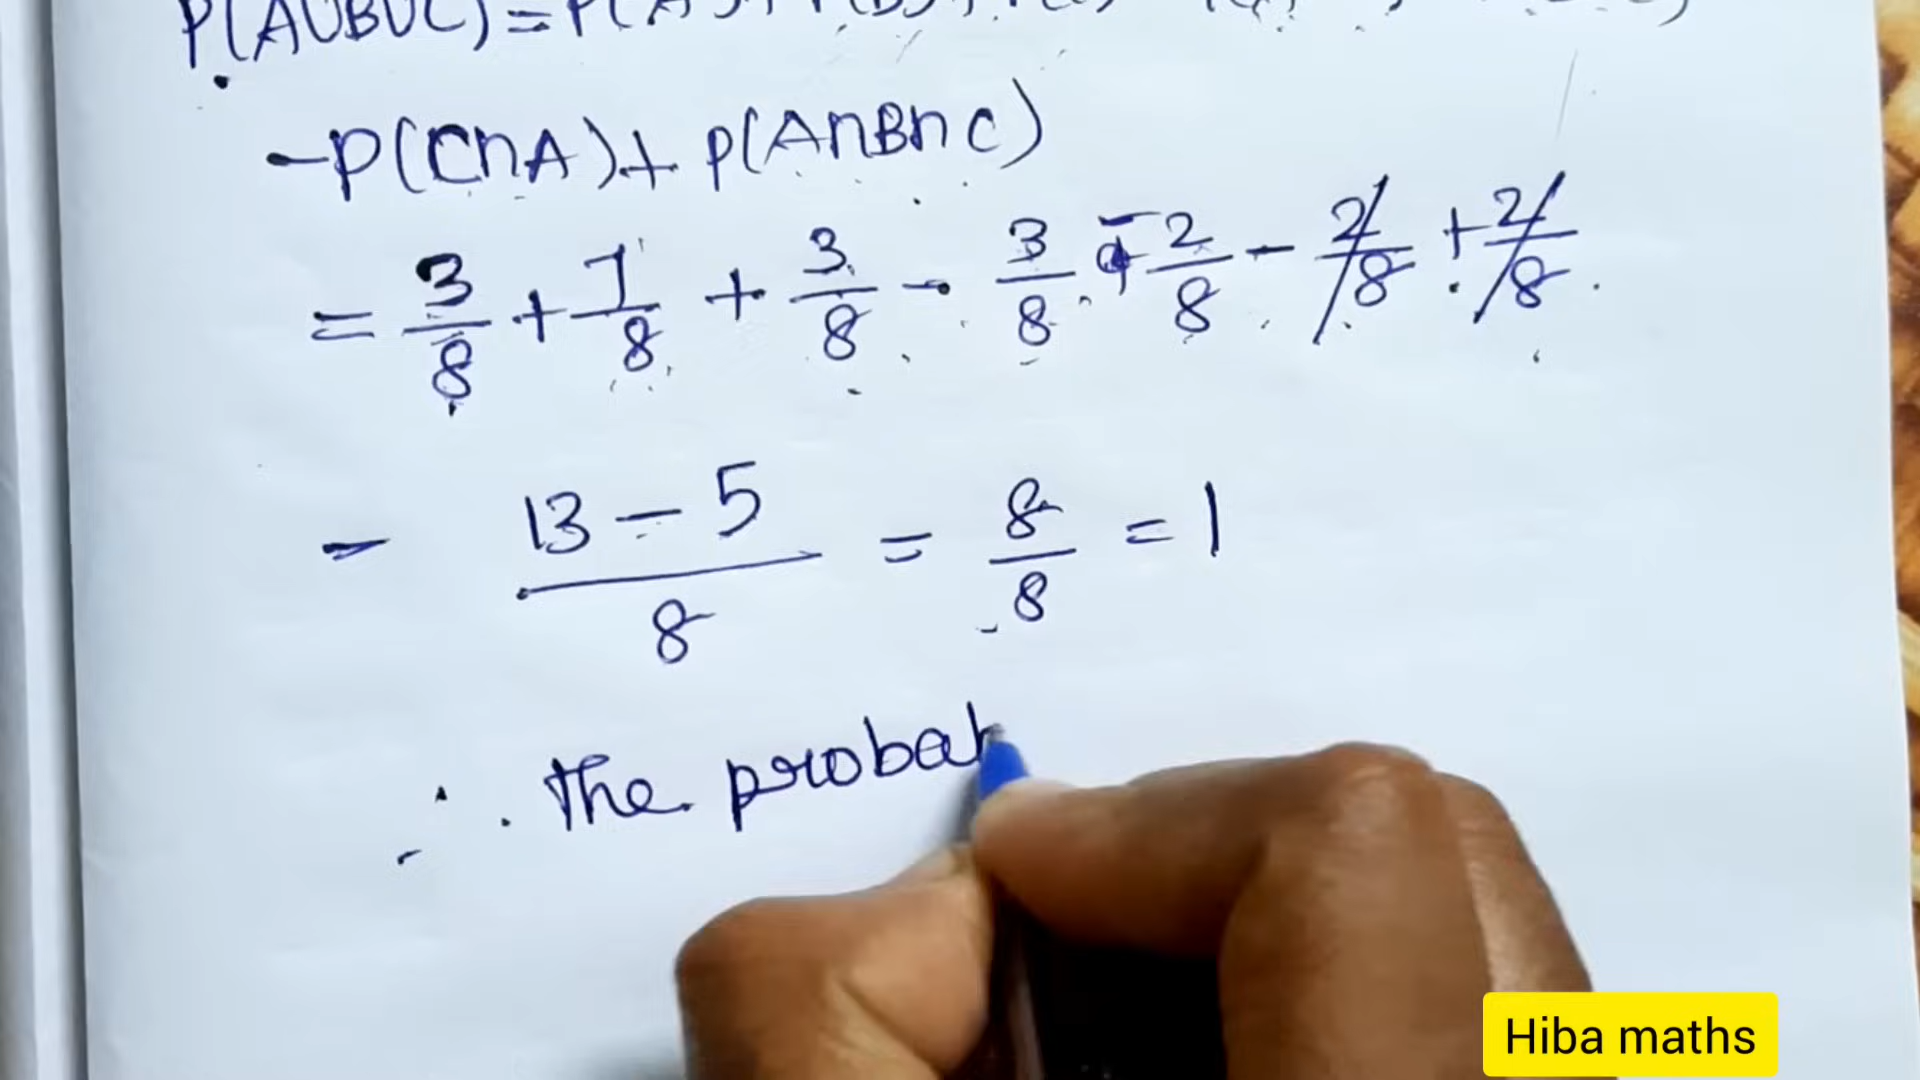 P(AUBUC) = P(
-P(C∩A) + P(A∩B∩C)
= 3/8 + 7/8 + 3/8 - 3/8 - 2/8 - 2/8 + 2/8
- 13-5/8 = 8/8 = 1
∴ The probab
Hiba maths